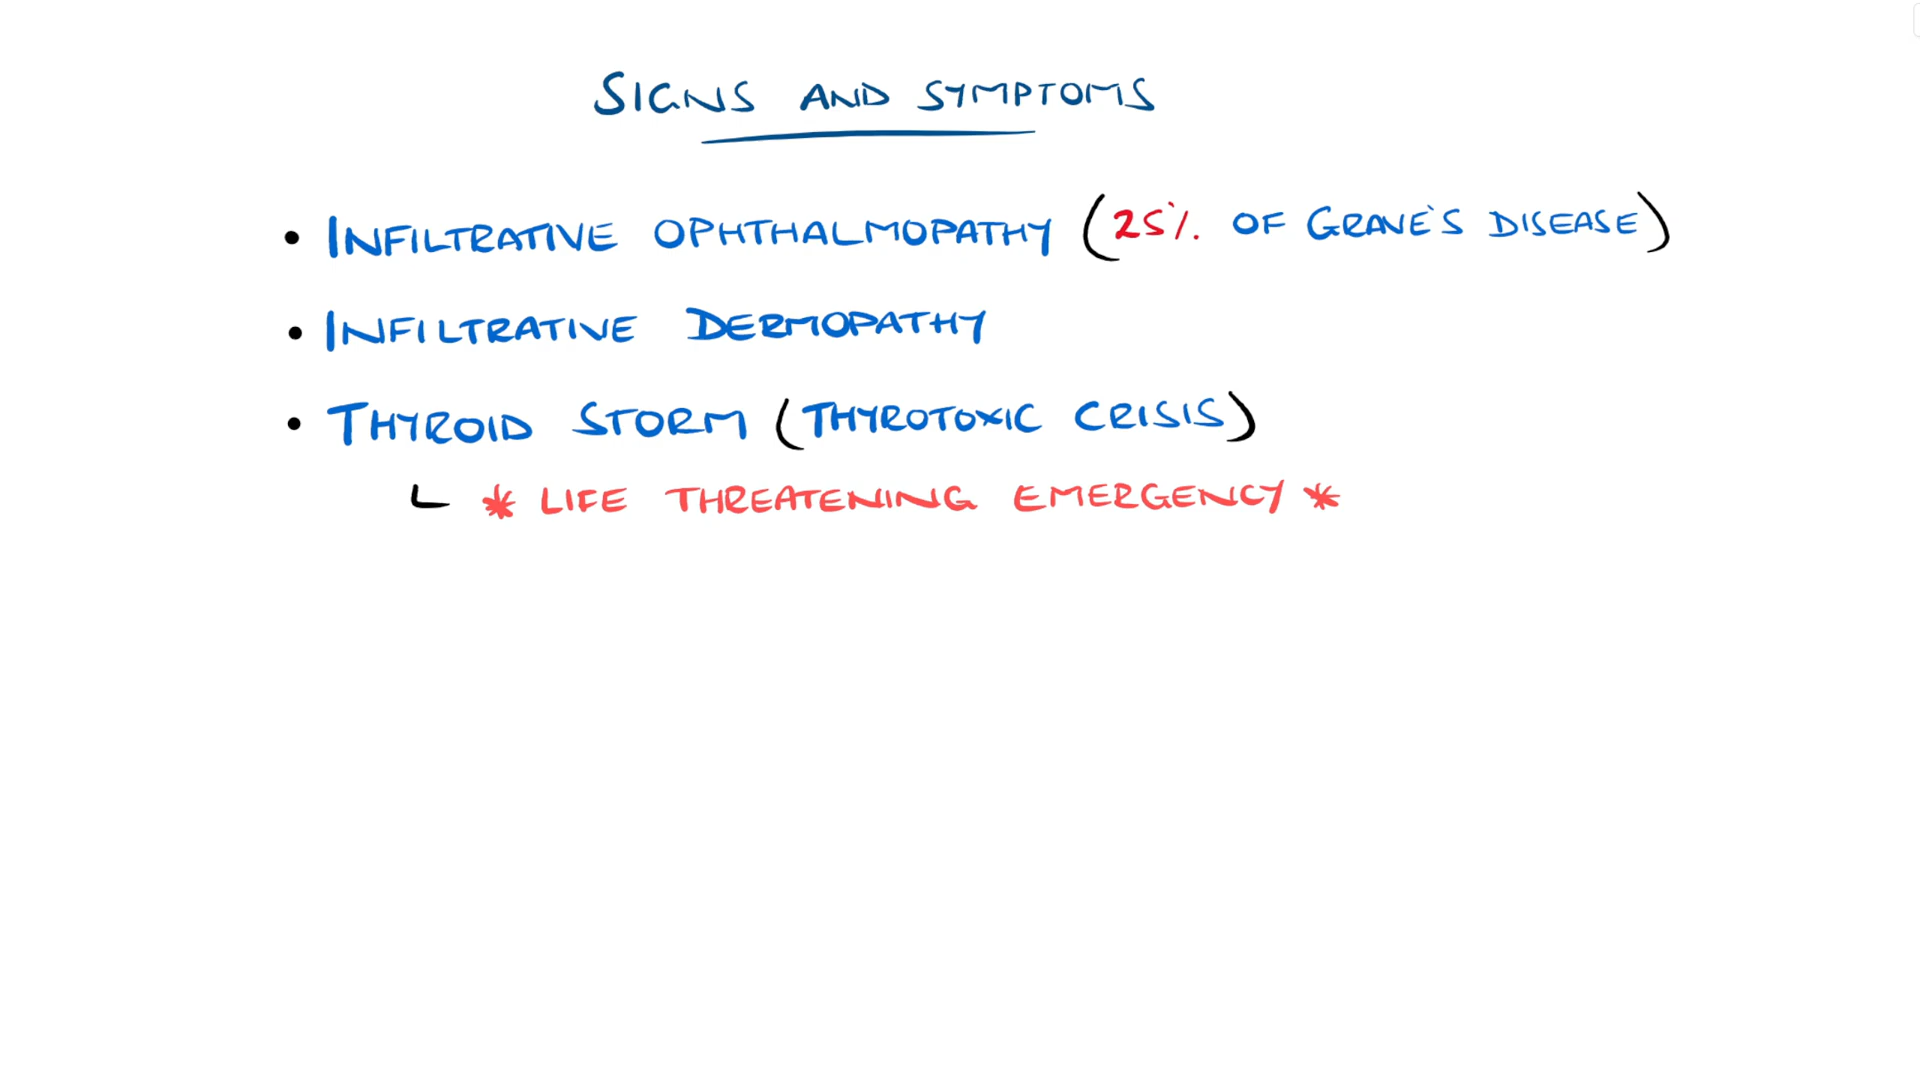 SIGNS AND SYMPTOMS
• INFILTRATIVE OPHTHALMOPATHY (25% OF GRAVE'S DISEASE)
• INFILTRATIVE DERMOPATHY
• THYROID STORM (THYROTOXIC CRISIS)
* LIFE THREATENING EMERGENCY *